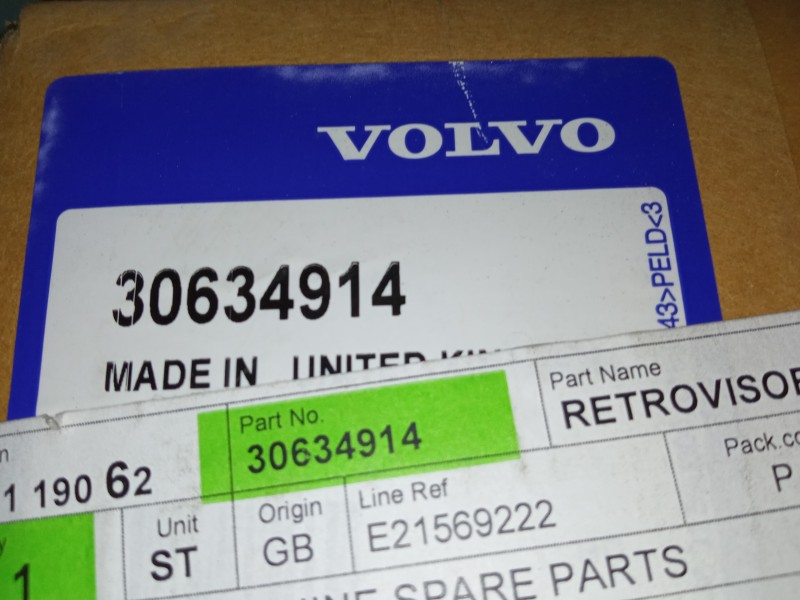 VOLVO
43>PELD<3
30634914
MADE IN UNITED
Part Name
RETROVISOR
Part No.
30634914
1 190 62
Pack.co
P
Line Ref
E21569222
Origin
GB
Unit
ST
1
SPARE PARTS